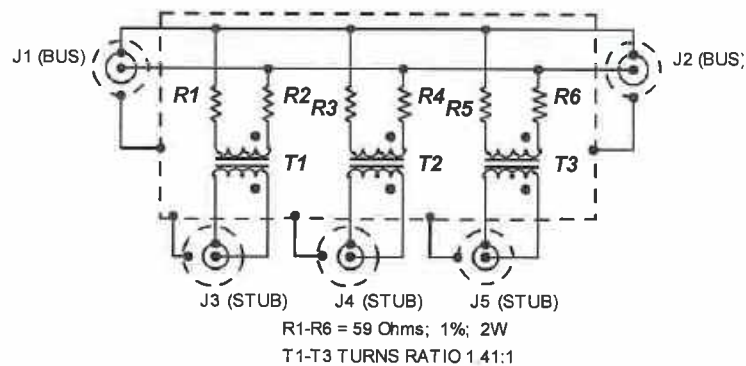 J1 (BUS)
J2 (BUS)
R1
R2
R3
R4
R5
R6
T1
T2
T3
J3 (STUB)
J4 (STUB)
J5 (STUB)
R1-R6 = 59 Ohms; 1%; 2W
T1-T3 TURNS RATIO 1.41:1